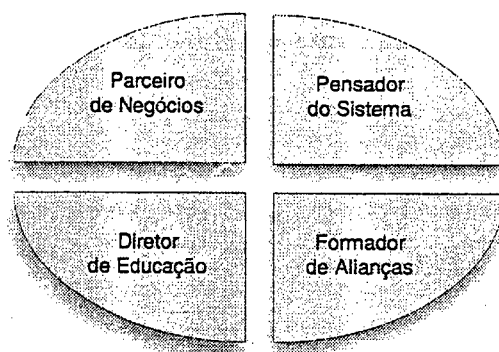 Parceiro
de Negócios
Pensador
do Sistema
Diretor
de Educação
Formador
de Alianças